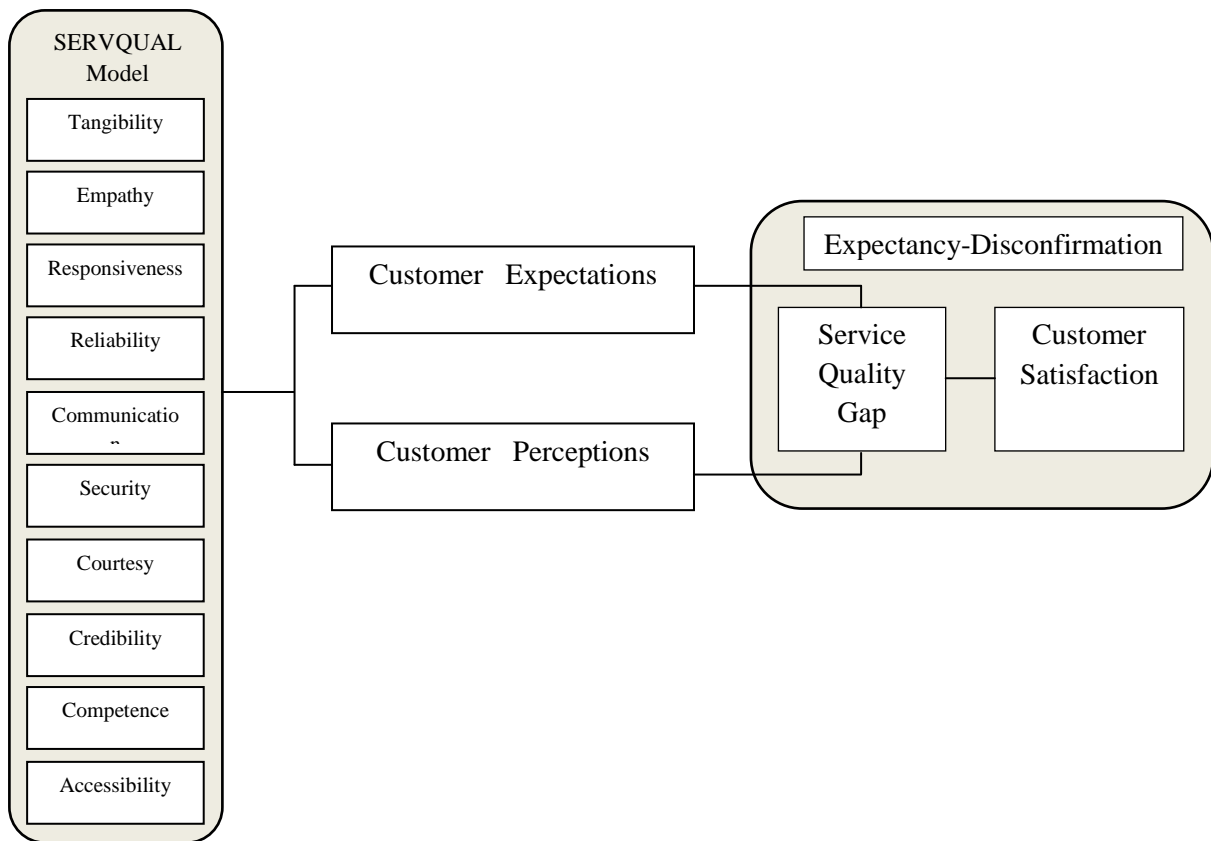 SERVQUAL
Model
Tangibility
Empathy
Responsiveness
Reliability
Communicatio
n
Security
Courtesy
Credibility
Competence
Accessibility
Customer Expectations
Customer Perceptions
Expectancy-Disconfirmation
Service
Quality
Gap
Customer
Satisfaction